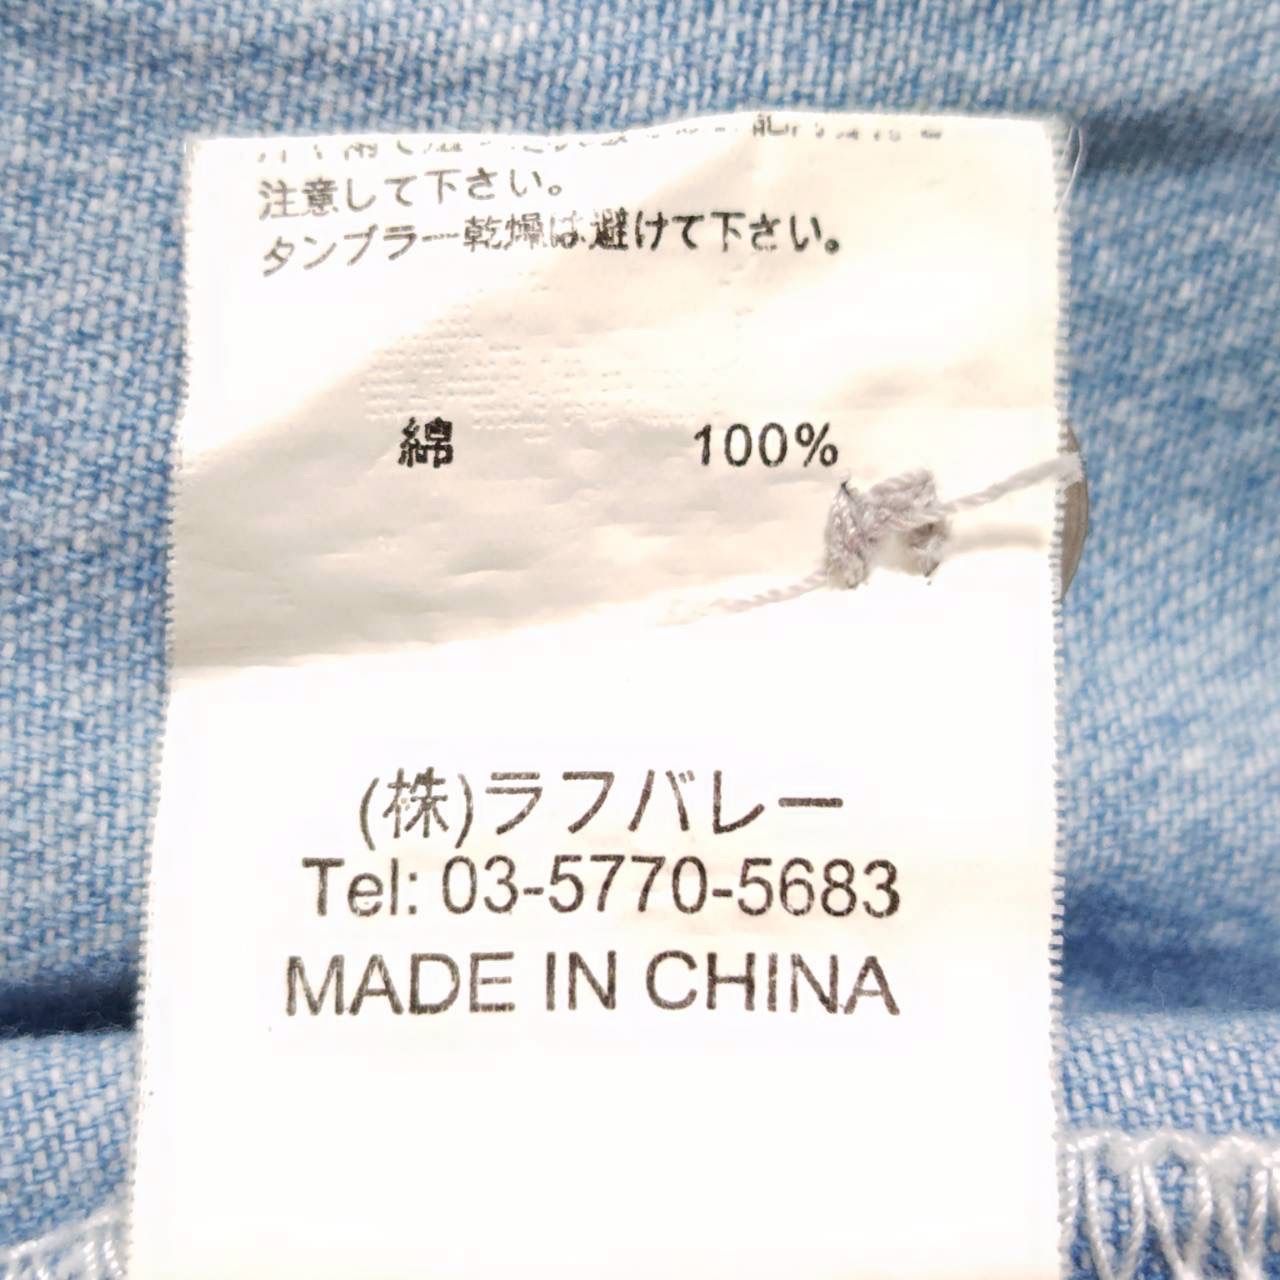 注意して下さい。
タンブラー乾燥は避けて下さい。
綿 100%
(株)ラフバレー
Tel: 03-5770-5683
MADE IN CHINA